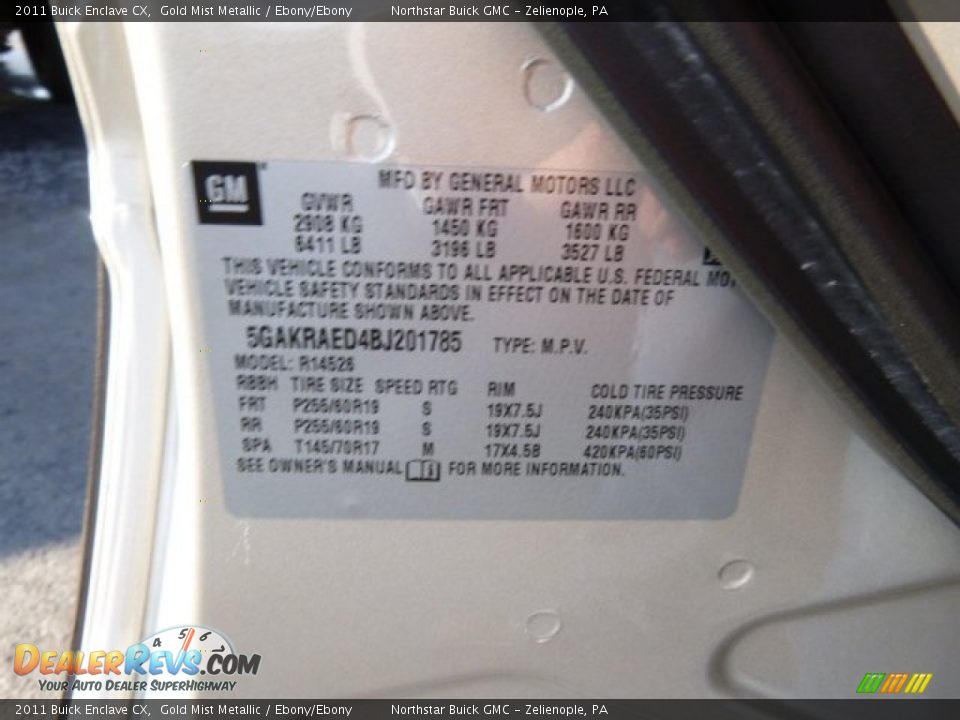 2011 Buick Enclave CX, Gold Mist Metallic / Ebony/Ebony Northstar Buick GMC - Zelienople, PA
GM
MFD BY GENERAL MOTORS LLC
GVWR GAWR FRT GAWR RR
2908 KG 1450 KG 1600 KG
6411 LB 3196 LB 3527 LB
THIS VEHICLE CONFORMS TO ALL APPLICABLE U.S. FEDERAL MOT
VEHICLE SAFETY STANDARDS IN EFFECT ON THE DATE OF
MANUFACTURE SHOWN ABOVE.
5GAKRAED4BJ201785 TYPE: M.P.V.
MODEL: R14526
RBBH TIRE SIZE SPEED RTG RIM COLD TIRE PRESSURE
FRT P255/60R19 S 19X7.5J 240KPA(35PSI)
RR P255/60R19 S 19X7.5J 240KPA(35PSI)
SPA T145/70R17 M 17X4.5B 420KPA(60PSI)
SEE OWNER'S MANUAL FOR MORE INFORMATION.
4 5 6
DEALERREVS.COM
YOUR AUTO DEALER SUPERHIGHWAY
2011 Buick Enclave CX, Gold Mist Metallic / Ebony/Ebony Northstar Buick GMC - Zelienople, PA